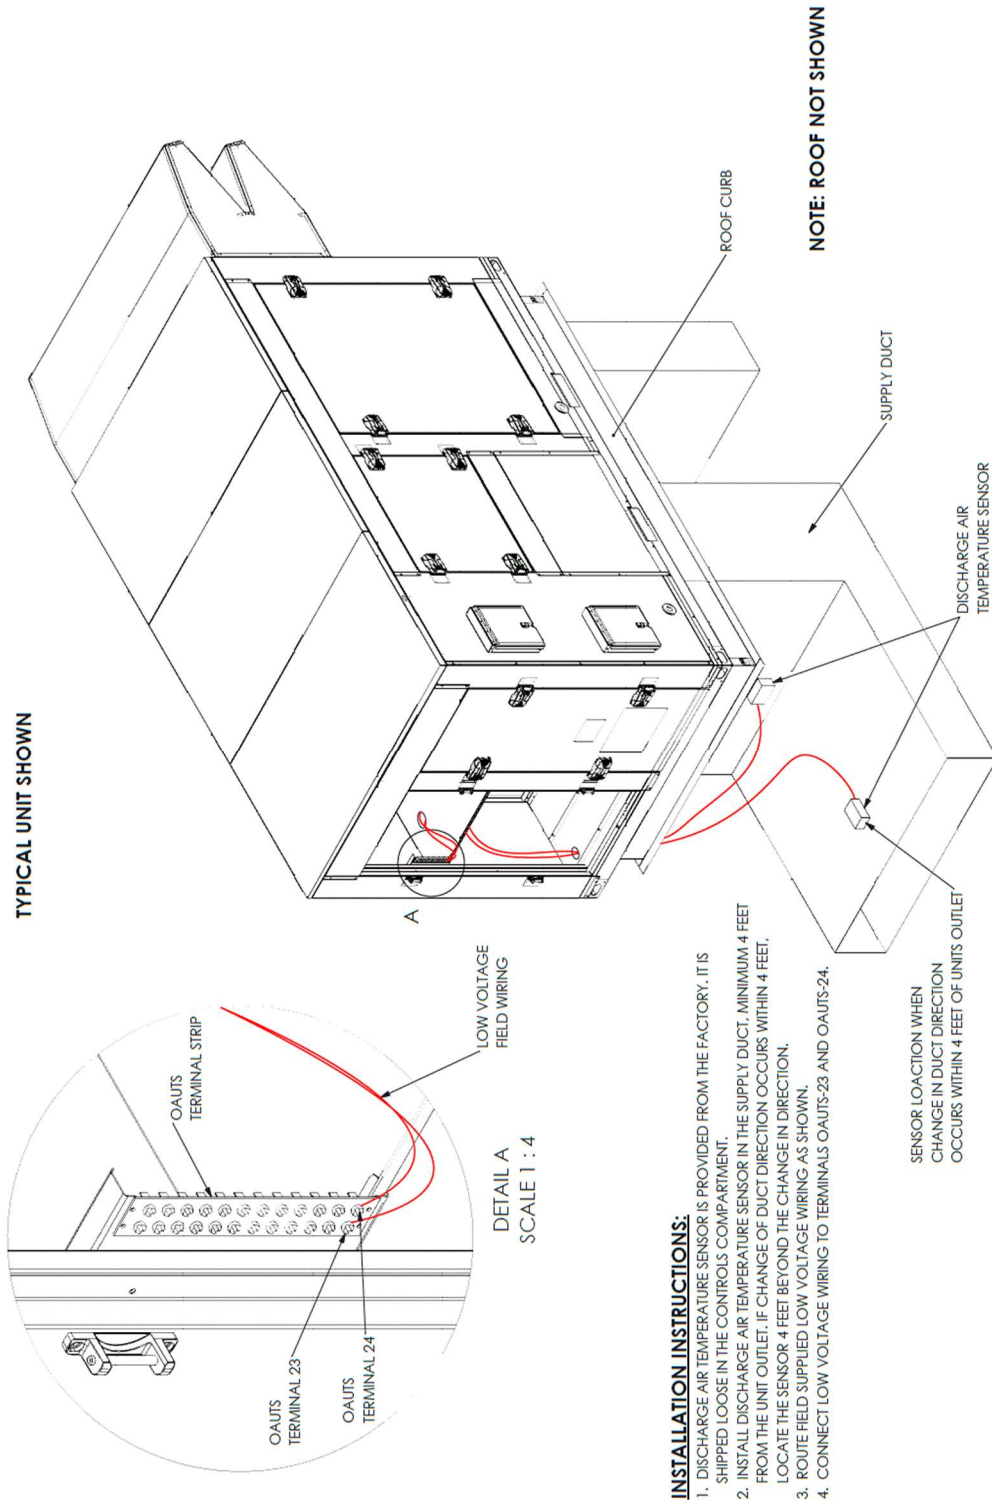 TYPICAL UNIT SHOWN
NOTE: ROOF NOT SHOWN
ROOF CURB
SUPPLY DUCT
DISCHARGE AIR
TEMPERATURE SENSOR
A
OAUTS
TERMINAL STRIP
LOW VOLTAGE
FIELD WIRING
DETAIL A
SCALE 1 : 4
OAUTS
TERMINAL 23
OAUTS
TERMINAL 24
SENSOR LOACTION WHEN
CHANGE IN DUCT DIRECTION
OCCURS WITHIN 4 FEET OF UNITS OUTLET
INSTALLATION INSTRUCTIONS:
1. DISCHARGE AIR TEMPERATURE SENSOR IS PROVIDED FROM THE FACTORY. IT IS
SHIPPED LOOSE IN THE CONTROLS COMPARTMENT.
2. INSTALL DISCHARGE AIR TEMPERATURE SENSOR IN THE SUPPLY DUCT, MINIMUM 4 FEET
FROM THE UNIT OUTLET. IF CHANGE OF DUCT DIRECTION OCCURS WITHIN 4 FEET,
LOCATE THE SENSOR 4 FEET BEYOND THE CHANGE IN DIRECTION.
3. ROUTE FIELD SUPPLIED LOW VOLTAGE WIRING AS SHOWN.
4. CONNECT LOW VOLTAGE WIRING TO TERMINALS OAUTS-23 AND OAUTS-24.